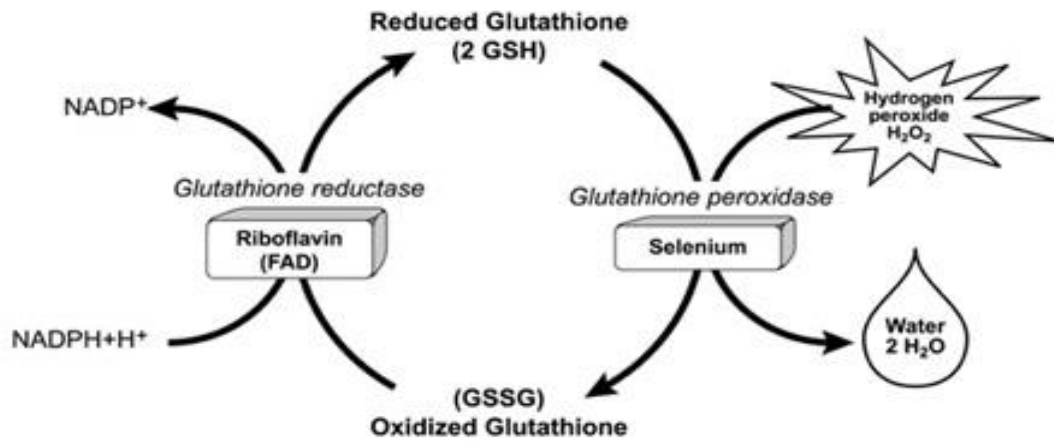 Reduced Glutathione
(2 GSH)
NADP⁺
Hydrogen
peroxide
H₂O₂
Glutathione reductase
Glutathione peroxidase
Riboflavin
(FAD)
Selenium
NADPH+H⁺
Water
2 H₂O
(GSSG)
Oxidized Glutathione